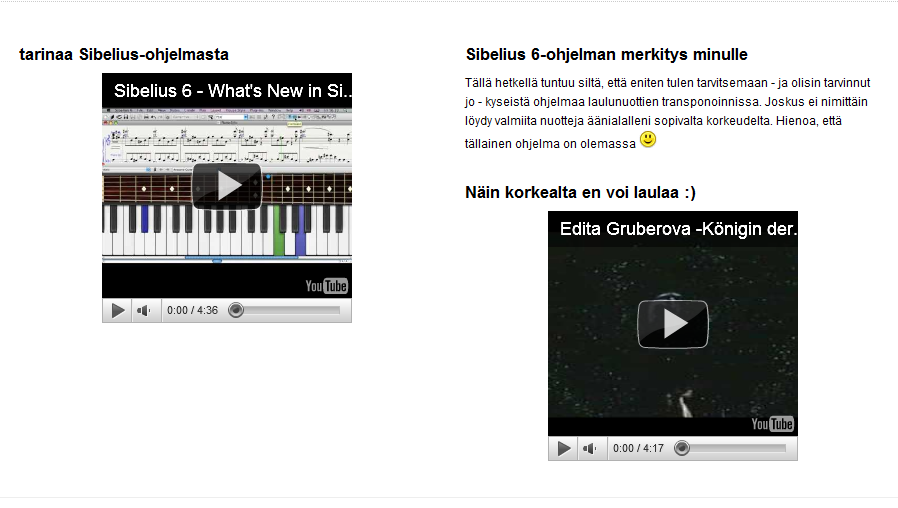 tarinaa Sibelius-ohjelmasta
Sibelius 6 - What's New in Si...
YouTube
0:00 / 4:36
Sibelius 6-ohjelman merkitys minulle
Tällä hetkellä tuntuu siltä, että eniten tulen tarvitsemaan - ja olisin tarvinnut
jo - kyseistä ohjelmaa laulunuottien transponoinnissa. Joskus ei nimittäin
löydy valmiita nuotteja äänialalleni sopivalta korkeudelta. Hienoa, että
tällainen ohjelma on olemassa
Näin korkealta en voi laulaa :)
Edita Gruberova -Königin der...
YouTube
0:00 / 4:17